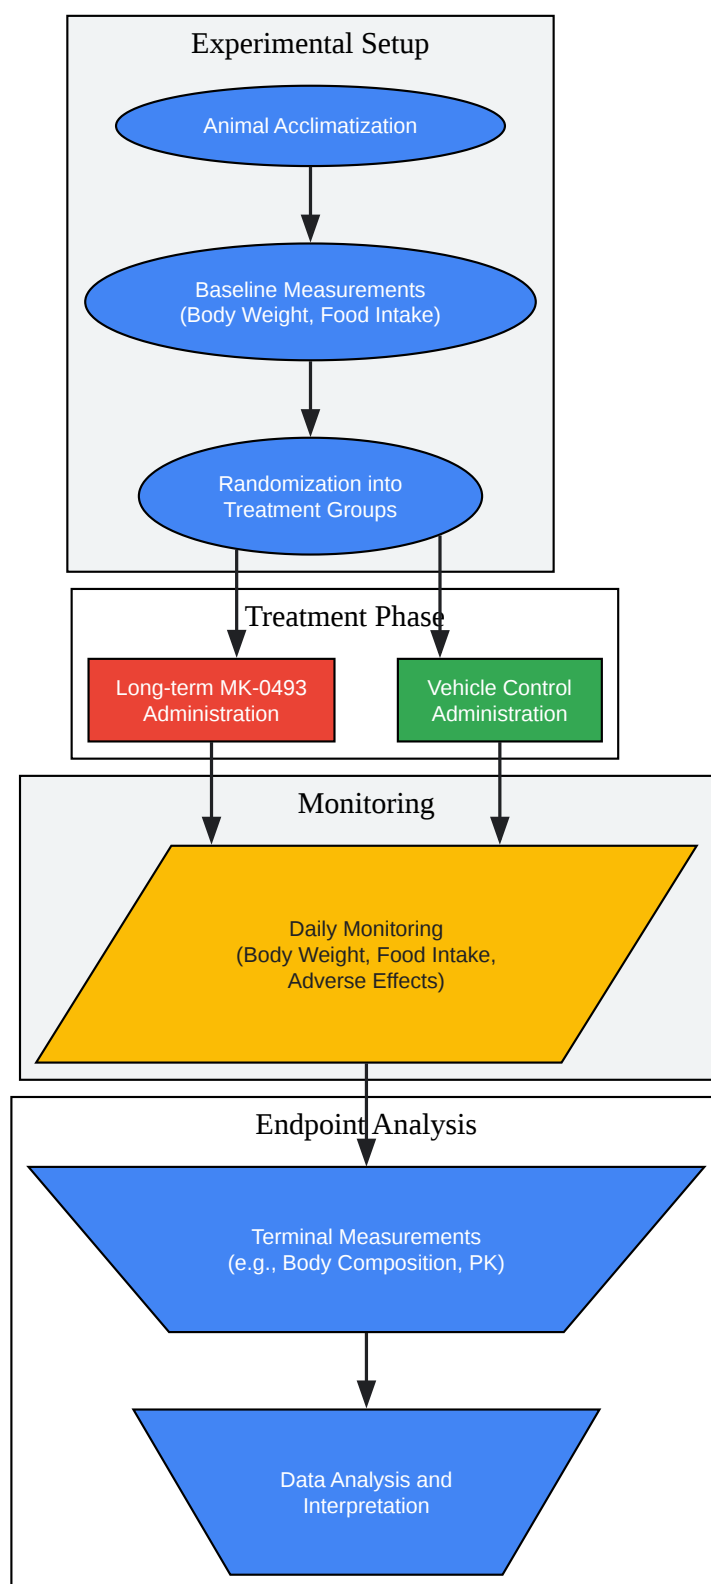 Experimental Setup
Animal Acclimatization
Baseline Measurements
(Body Weight, Food Intake)
Randomization into
Treatment Groups
Treatment Phase
Long-term MK-0493
Administration
Vehicle Control
Administration
Monitoring
Daily Monitoring
(Body Weight, Food Intake,
Adverse Effects)
Endpoint Analysis
Terminal Measurements
(e.g., Body Composition, PK)
Data Analysis and
Interpretation